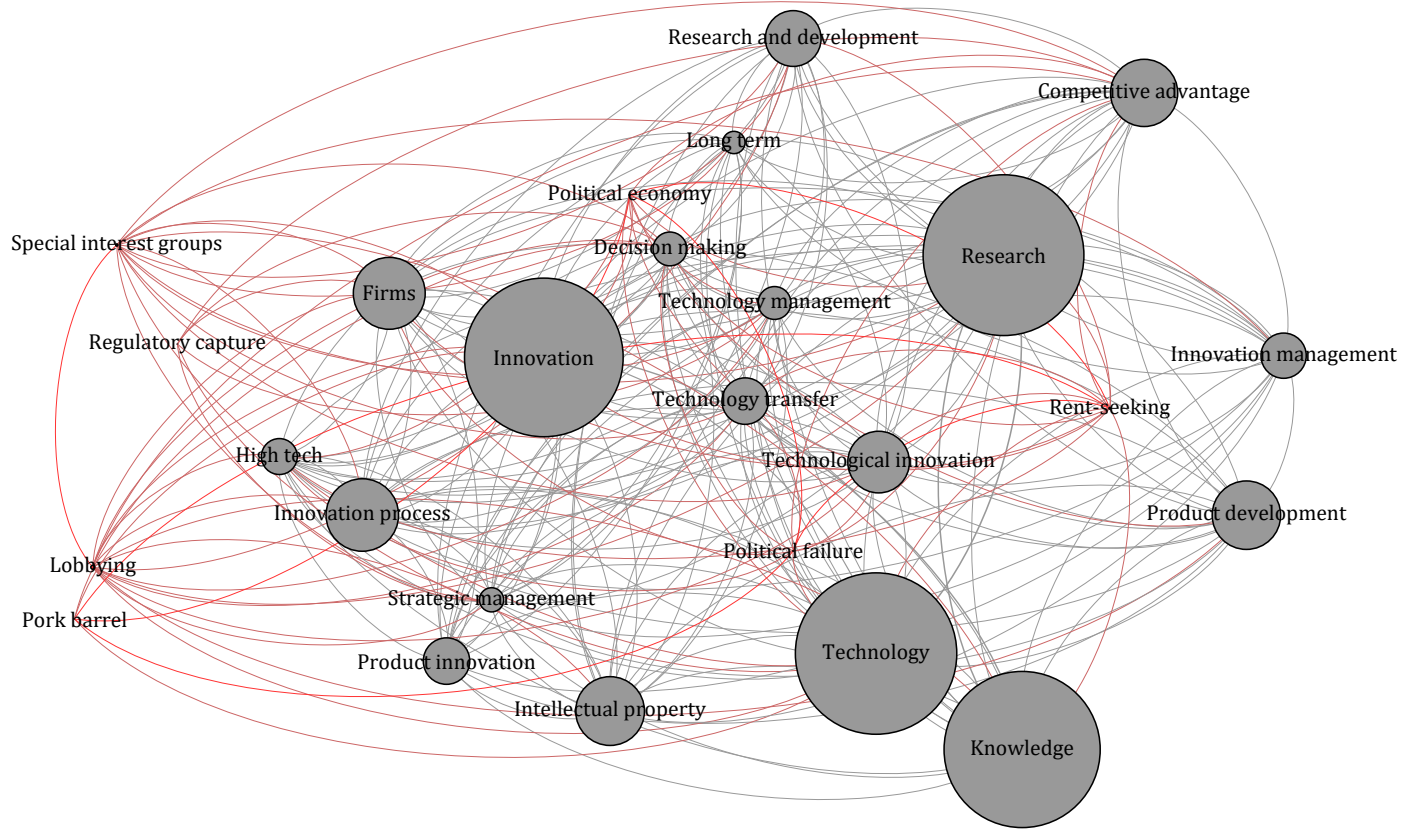 Research and development
Competitive advantage
Long term
Political economy
Special interest groups
Decision making
Research
Firms
Technology management
Regulatory capture
Innovation
Innovation management
Technology transfer
Rent-seeking
High tech
Technological innovation
Innovation process
Product development
Political failure
Lobbying
Strategic management
Pork barrel
Technology
Product innovation
Intellectual property
Knowledge